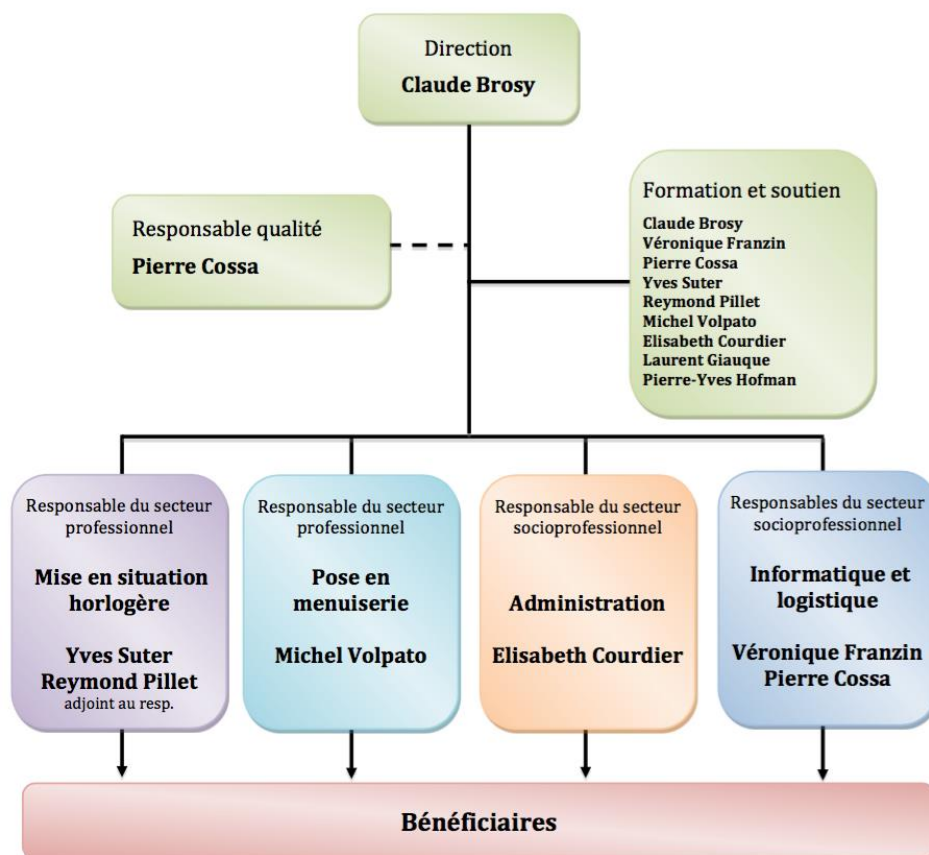 Direction
Claude Brosy
Responsable qualité
Pierre Cossa
Formation et soutien
Claude Brosy
Véronique Franzin
Pierre Cossa
Yves Suter
Reymond Pillet
Michel Volpato
Elisabeth Courdier
Laurent Giauque
Pierre-Yves Hofman
Responsable du secteur
professionnel
Mise en situation
horlogère
Yves Suter
Reymond Pillet
adjoint au resp.
Responsable du secteur
professionnel
Pose en
menuiserie
Michel Volpato
Responsable du secteur
socioprofessionnel
Administration
Elisabeth Courdier
Responsables du secteur
socioprofessionnel
Informatique et
logistique
Véronique Franzin
Pierre Cossa
Bénéficiaires